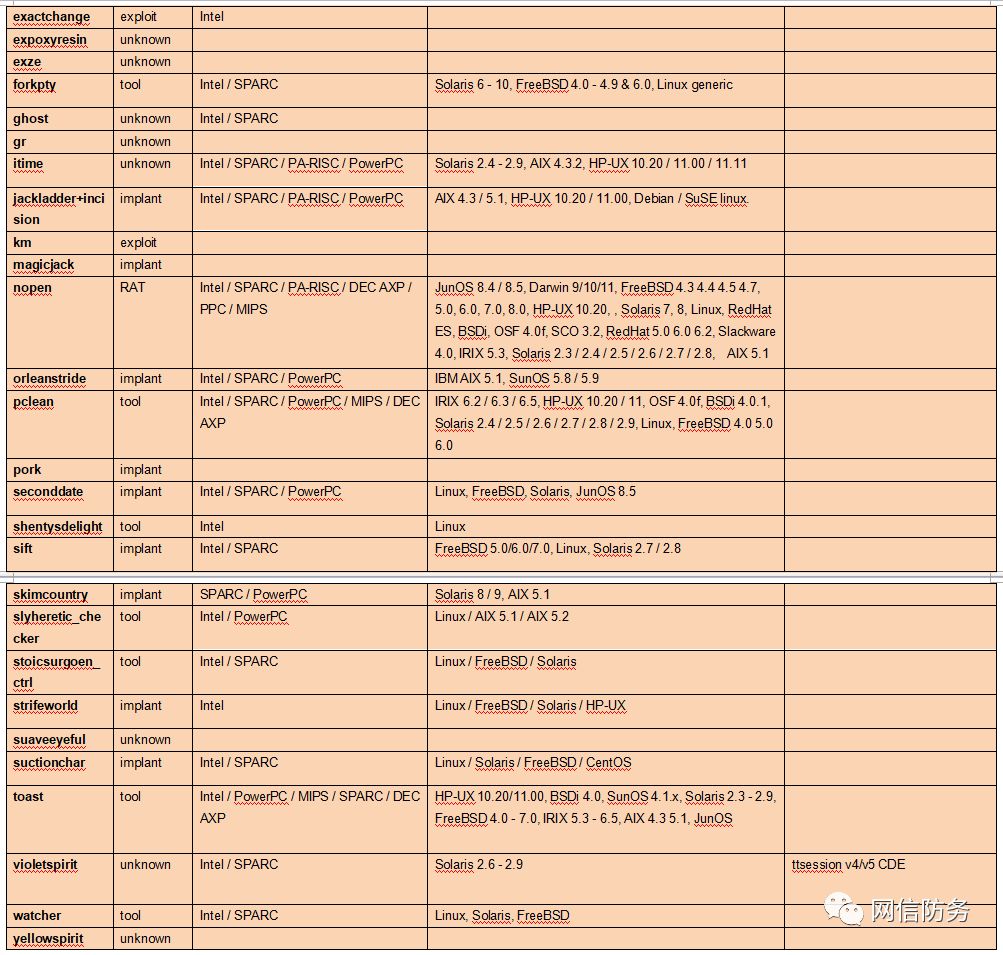 exactchange exploit Intel
expoxyresin unknown
exze unknown
forkpty tool Intel / SPARC Solaris 6 - 10, FreeBSD 4.0 - 4.9 & 6.0, Linux generic
ghost unknown Intel / SPARC
gr unknown
itime unknown Intel / SPARC / PA-RISC / PowerPC Solaris 2.4 - 2.9, AIX 4.3.2, HP-UX 10.20 / 11.00 / 11.11
jackladder+inci implant Intel / SPARC / PA-RISC / PowerPC AIX 4.3 / 5.1, HP-UX 10.20 / 11.00, Debian / SuSE linux.
sion
km exploit
magicjack implant
nopen RAT Intel / SPARC / PA-RISC / DEC AXP / JunOS 8.4 / 8.5, Darwin 9/10/11, FreeBSD 4.3 4.4 4.5 4.7,
PPC / MIPS 5.0, 6.0, 7.0, 8.0, HP-UX 10.20, , Solaris 7, 8, Linux, RedHat
ES, BSDi, OSF 4.0f, SCO 3.2, RedHat 5.0 6.0 6.2, Slackware
4.0, IRIX 5.3, Solaris 2.3 / 2.4 / 2.5 / 2.6 / 2.7 / 2.8, AIX 5.1
orleanstride implant Intel / SPARC / PowerPC IBM AIX 5.1, SunOS 5.8 / 5.9
pclean tool Intel / SPARC / PowerPC / MIPS / DEC IRIX 6.2 / 6.3 / 6.5, HP-UX 10.20 / 11, OSF 4.0f, BSDi 4.0.1,
AXP Solaris 2.4 / 2.5 / 2.6 / 2.7 / 2.8 / 2.9, Linux, FreeBSD 4.0 5.0
6.0
pork implant
seconddate implant Intel / SPARC / PowerPC Linux, FreeBSD, Solaris, JunOS 8.5
shentysdelight tool Intel Linux
sift implant Intel / SPARC FreeBSD 5.0/6.0/7.0, Linux, Solaris 2.7 / 2.8
skimcountry implant SPARC / PowerPC Solaris 8 / 9, AIX 5.1
slyheretic_che tool Intel / PowerPC Linux / AIX 5.1 / AIX 5.2
cker
stoicsurgoen_ tool Intel / SPARC Linux / FreeBSD / Solaris
ctrl
strifeworld implant Intel Linux / FreeBSD / Solaris / HP-UX
suaveeyeful unknown
suctionchar implant Intel / SPARC Linux / Solaris / FreeBSD / CentOS
toast tool Intel / PowerPC / MIPS / SPARC / DEC HP-UX 10.20/11.00, BSDi 4.0, SunOS 4.1.x, Solaris 2.3 - 2.9,
AXP FreeBSD 4.0 - 7.0, IRIX 5.3 - 6.5, AIX 4.3 5.1, JunOS
violetspirit unknown Intel / SPARC Solaris 2.6 - 2.9 ttsession v4/v5 CDE
watcher tool Intel / SPARC Linux, Solaris, FreeBSD
网信防务
yellowspirit unknown